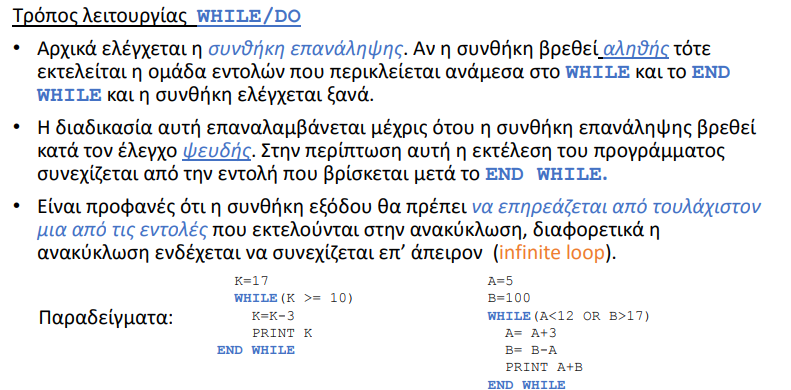 Τρόπος λειτουργίας WHILE/DO
• Αρχικά ελέγχεται η συνθήκη επανάληψης. Αν η συνθήκη βρεθεί αληθής τότε
εκτελείται η ομάδα εντολών που περικλείεται ανάμεσα στο WHILE και το END
WHILE και η συνθήκη ελέγχεται ξανά.
• Η διαδικασία αυτή επαναλαμβάνεται μέχρις ότου η συνθήκη επανάληψης βρεθεί
κατά τον έλεγχο ψευδής. Στην περίπτωση αυτή η εκτέλεση του προγράμματος
συνεχίζεται από την εντολή που βρίσκεται μετά το END WHILE.
• Είναι προφανές ότι η συνθήκη εξόδου θα πρέπει να επηρεάζεται από τουλάχιστον
μια από τις εντολές που εκτελούνται στην ανακύκλωση, διαφορετικά η
ανακύκλωση ενδέχεται να συνεχίζεται επ’ άπειρον (infinite loop).
Παραδείγματα:
K=17
WHILE(K >= 10)
K=K-3
PRINT K
END WHILE
A=5
B=100
WHILE(A<12 OR B>17)
A= A+3
B= B-A
PRINT A+B
END WHILE